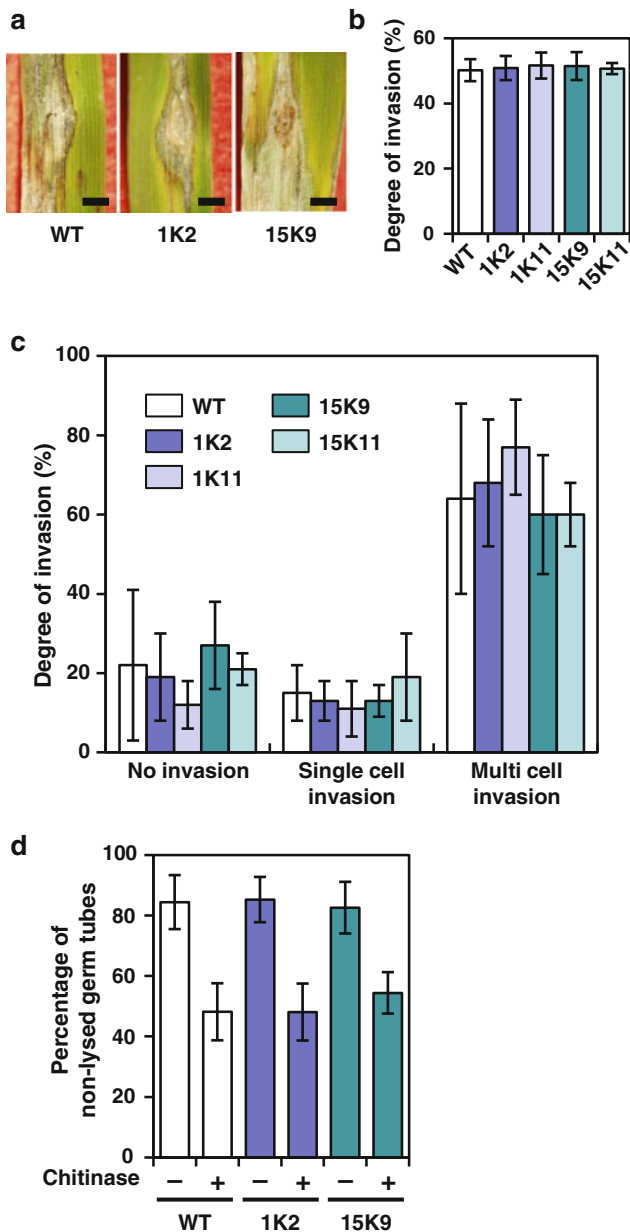 a
WT 1K2 15K9
b
Degree of invasion (%)
60
40
20
0
WT 1K2 1K11 15K9 15K11
c
Degree of invasion (%)
100
80
60
40
20
0
WT
1K2
1K11
15K9
15K11
No invasion
Single cell
invasion
Multi cell
invasion
d
Percentage of
non-lysed germ tubes
100
80
60
40
20
0
Chitinase – + – + – +
WT 1K2 15K9